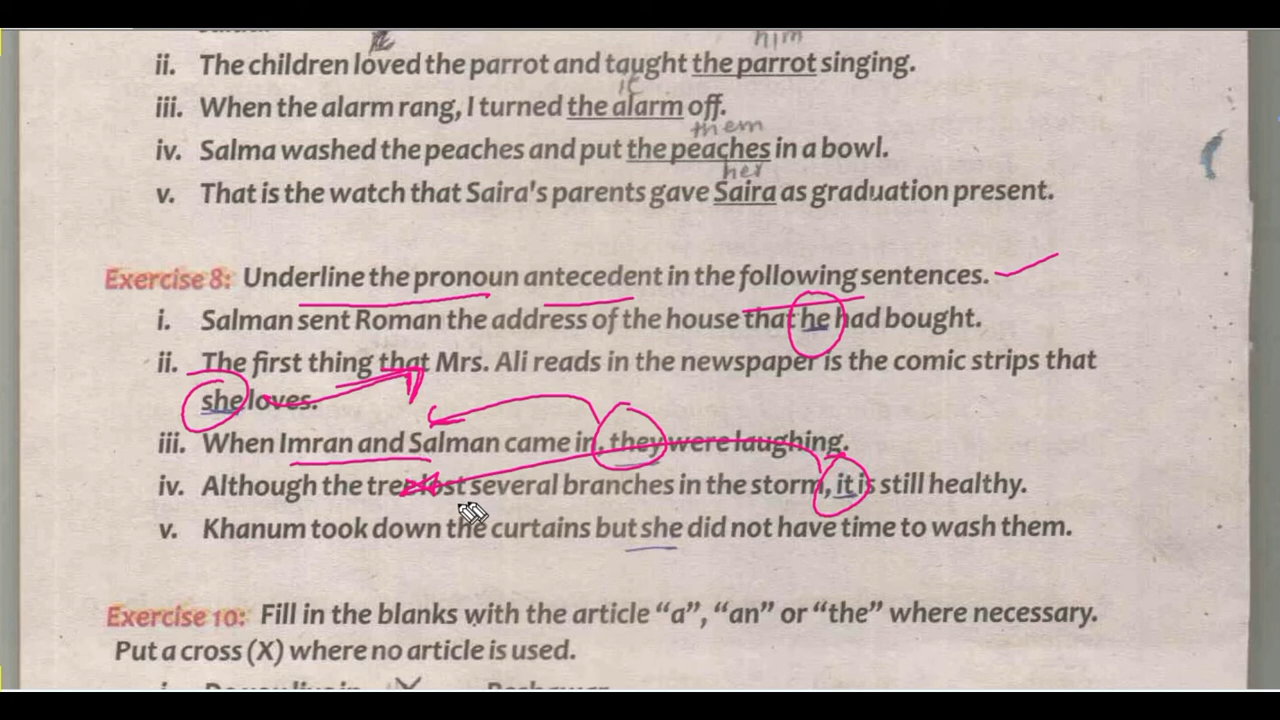 him
ii. The children loved the parrot and taught the parrot singing.
it
iii. When the alarm rang, I turned the alarm off.
them
iv. Salma washed the peaches and put the peaches in a bowl.
her
v. That is the watch that Saira's parents gave Saira as graduation present.
Exercise 8: Underline the pronoun antecedent in the following sentences.
i. Salman sent Roman the address of the house that he had bought.
ii. The first thing that Mrs. Ali reads in the newspaper is the comic strips that
she loves.
iii. When Imran and Salman came in, they were laughing.
iv. Although the tree lost several branches in the storm, it is still healthy.
v. Khanum took down the curtains but she did not have time to wash them.
Exercise 10: Fill in the blanks with the article “a”, “an” or “the” where necessary.
Put a cross (X) where no article is used.